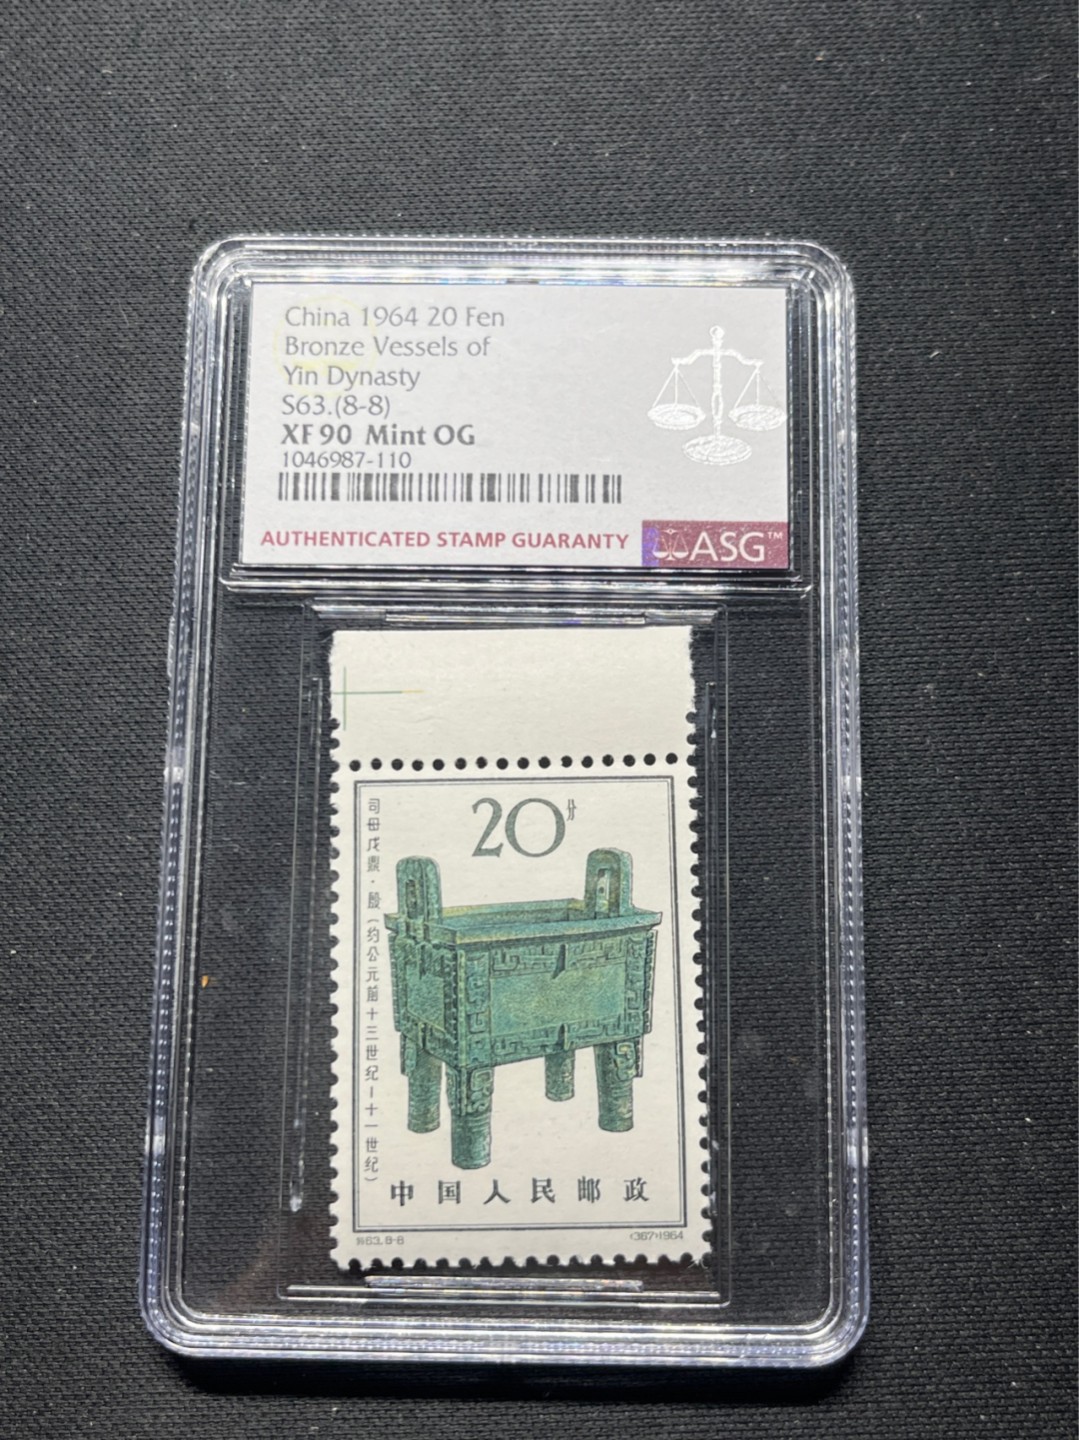 China 1964 20 Fen
Bronze Vessels of
Yin Dynasty
S63.(8-8)
XF 90 Mint OG
1046987-110
AUTHENTICATED STAMP GUARANTY
ASG™
20分
司母戊鼎·殷(约公元前十三世纪—十一世纪)
中国人民邮政
特63.8-8
(367)1964